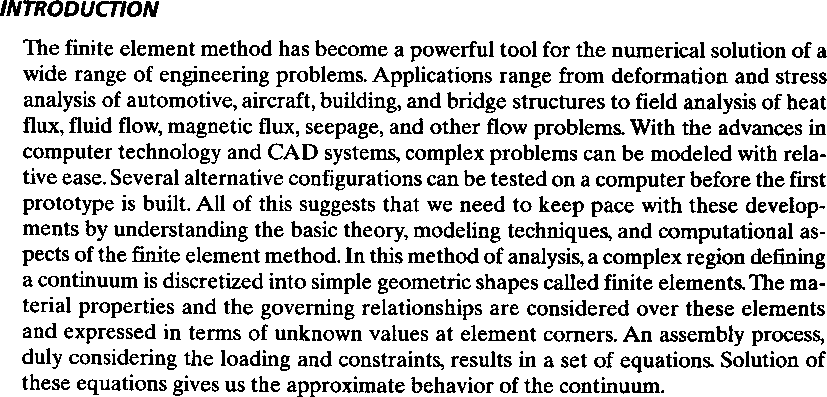 INTRODUCTION
The finite element method has become a powerful tool for the numerical solution of a
wide range of engineering problems. Applications range from deformation and stress
analysis of automotive, aircraft, building, and bridge structures to field analysis of heat
flux, fluid flow, magnetic flux, seepage, and other flow problems. With the advances in
computer technology and CAD systems, complex problems can be modeled with rela-
tive ease. Several alternative configurations can be tested on a computer before the first
prototype is built. All of this suggests that we need to keep pace with these develop-
ments by understanding the basic theory, modeling techniques, and computational as-
pects of the finite element method. In this method of analysis, a complex region defining
a continuum is discretized into simple geometric shapes called finite elements. The ma-
terial properties and the governing relationships are considered over these elements
and expressed in terms of unknown values at element corners. An assembly process,
duly considering the loading and constraints, results in a set of equations. Solution of
these equations gives us the approximate behavior of the continuum.